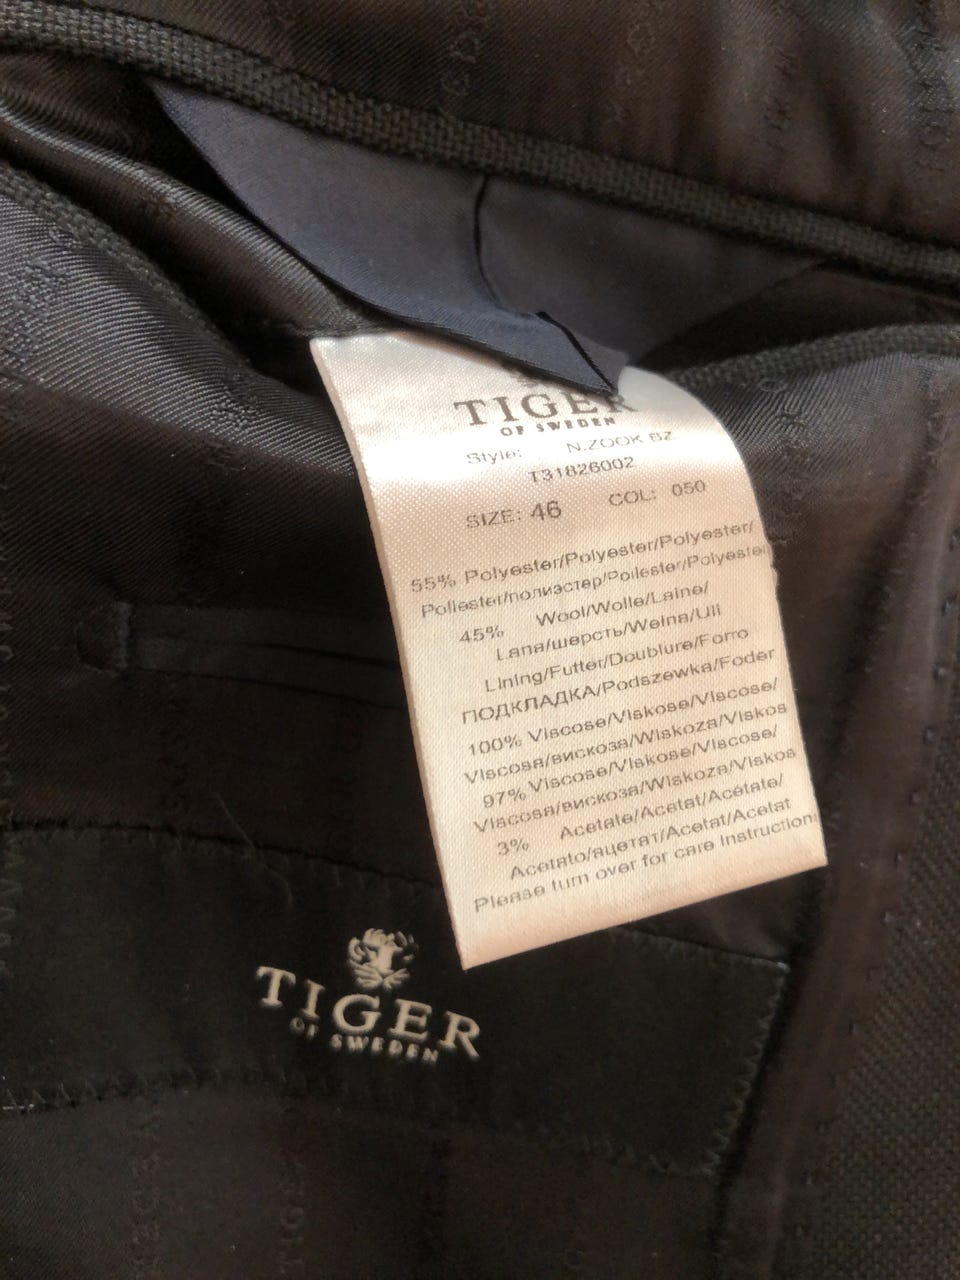 TIGER
OF SWEDEN
Style: N.ZOOK BZ
T31826002
SIZE: 46 COL: 050
55% Polyester/Polyester/Polyester/
Poliester/полиэстер/Poliester/Polyester
45% Wool/Wolle/Laine/
Lana/шерсть/Wełna/Ull
Lining/Futter/Doublure/Forro
ПОДКЛАДКА/Podszewka/Foder
100% Viscose/Viskose/Viscose/
Viscosa/вискоза/Wiskoza/Viskos
97% Viscose/Viskose/Viscose/
Viscosa/вискоза/Wiskoza/Viskos
3% Acetate/Acetat/Acétate/
Acetato/ацетат/Acetat/Acetat
Please turn over for care instruction
TIGER
OF SWEDEN